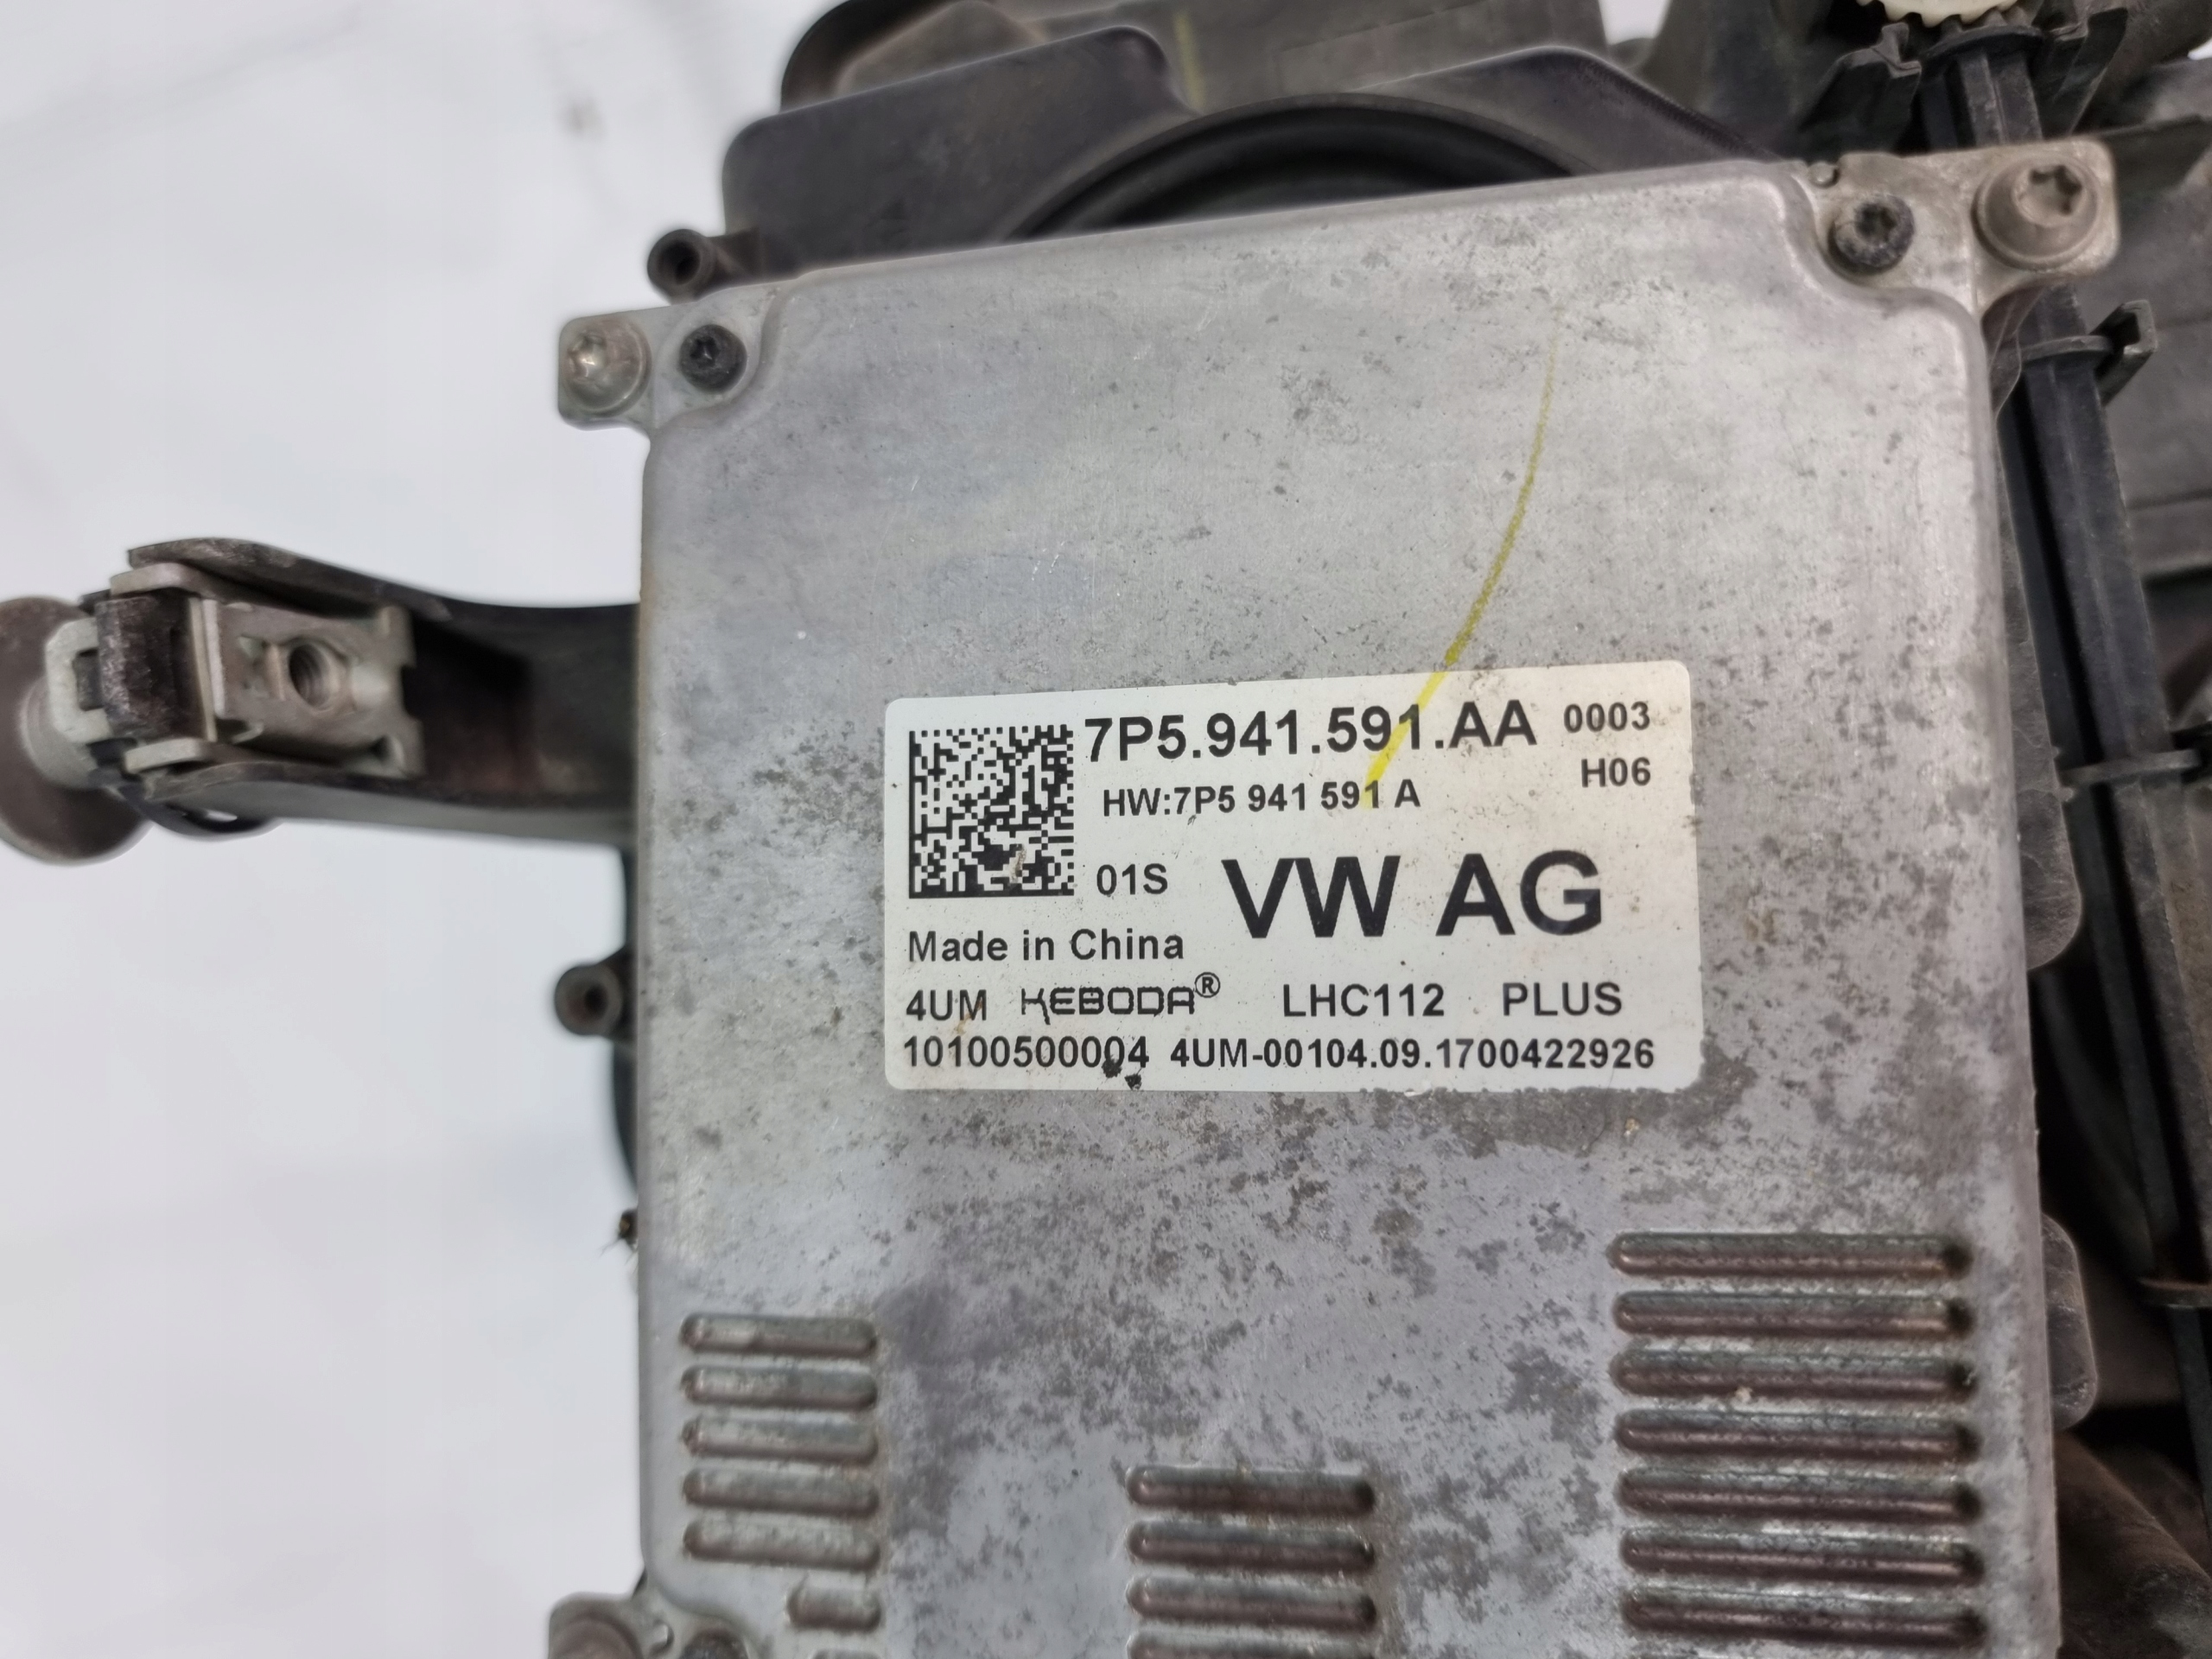 7P5.941.591.AA 0003
HW:7P5 941 591 A H06
01S VW AG
Made in China
4UM KEBODA® LHC112 PLUS
10100500004 4UM-00104.09.1700422926